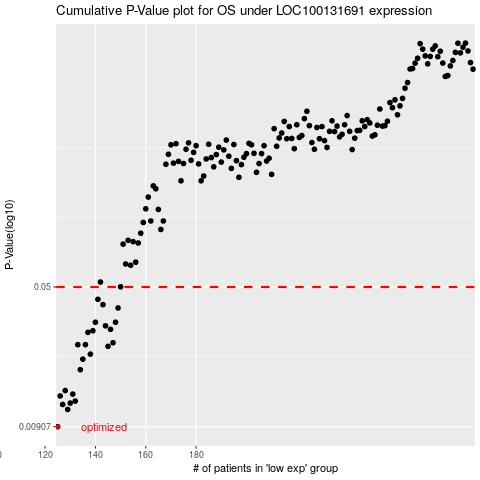 Cumulative P-Value plot for OS under LOC100131691 expression
P-Value(log10)
0.05
0.00907
optimized
0 120 140 160 180
# of patients in 'low exp' group